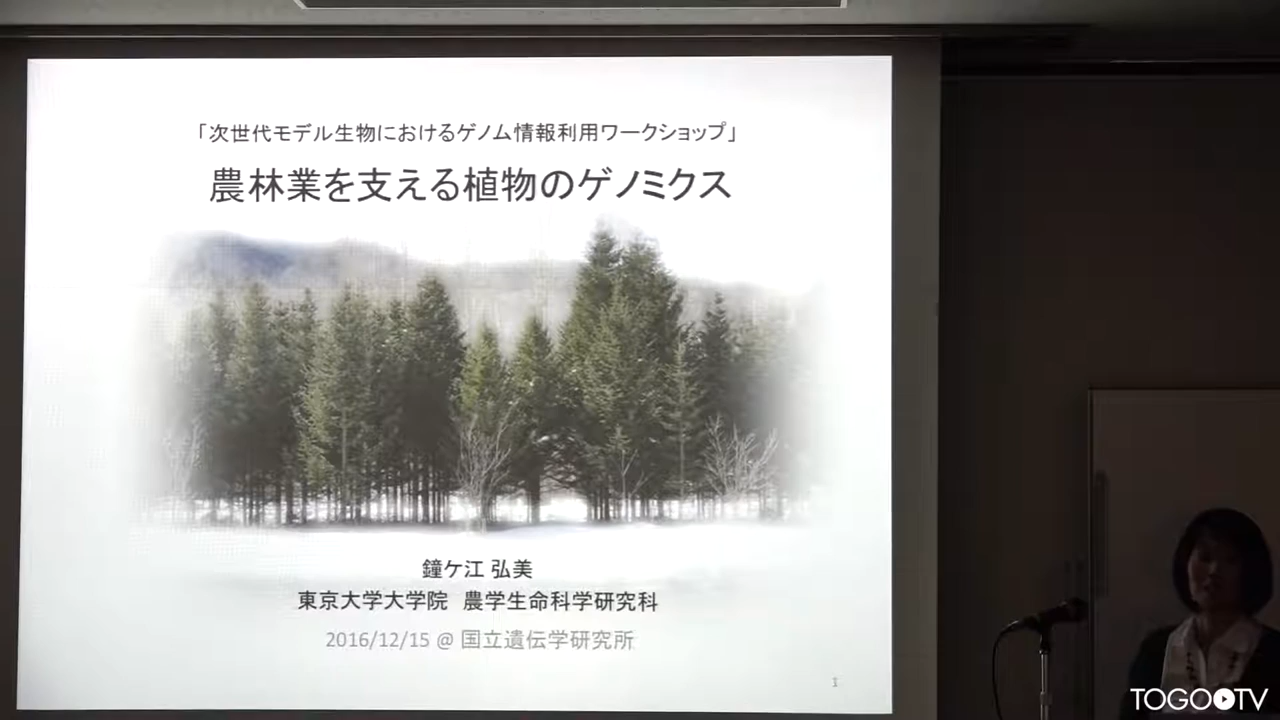 「次世代モデル生物におけるゲノム情報利用ワークショップ」
農林業を支える植物のゲノミクス
鐘ケ江 弘美
東京大学大学院 農学生命科学研究科
2016/12/15 @ 国立遺伝学研究所
1
TOGOTV